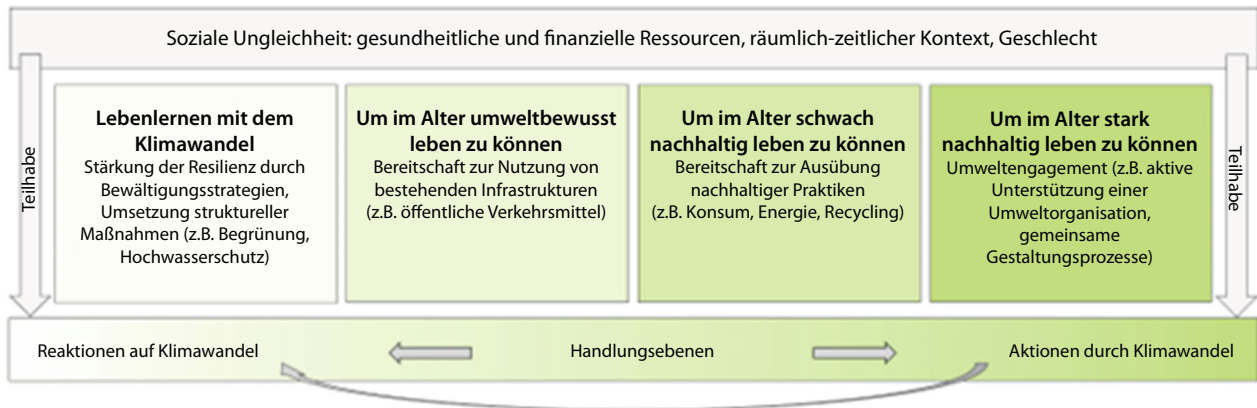 Soziale Ungleichheit: gesundheitliche und finanzielle Ressourcen, räumlich-zeitlicher Kontext, Geschlecht
Teilhabe
Lebenlernen mit dem
Klimawandel
Stärkung der Resilienz durch
Bewältigungsstrategien,
Umsetzung struktureller
Maßnahmen (z.B. Begrünung,
Hochwasserschutz)
Um im Alter umweltbewusst
leben zu können
Bereitschaft zur Nutzung von
bestehenden Infrastrukturen
(z.B. öffentliche Verkehrsmittel)
Um im Alter schwach
nachhaltig leben zu können
Bereitschaft zur Ausübung
nachhaltiger Praktiken
(z.B. Konsum, Energie, Recycling)
Um im Alter stark
nachhaltig leben zu können
Umweltengagement (z.B. aktive
Unterstützung einer
Umweltorganisation,
gemeinsame
Gestaltungsprozesse)
Teilhabe
Reaktionen auf Klimawandel
Handlungsebenen
Aktionen durch Klimawandel